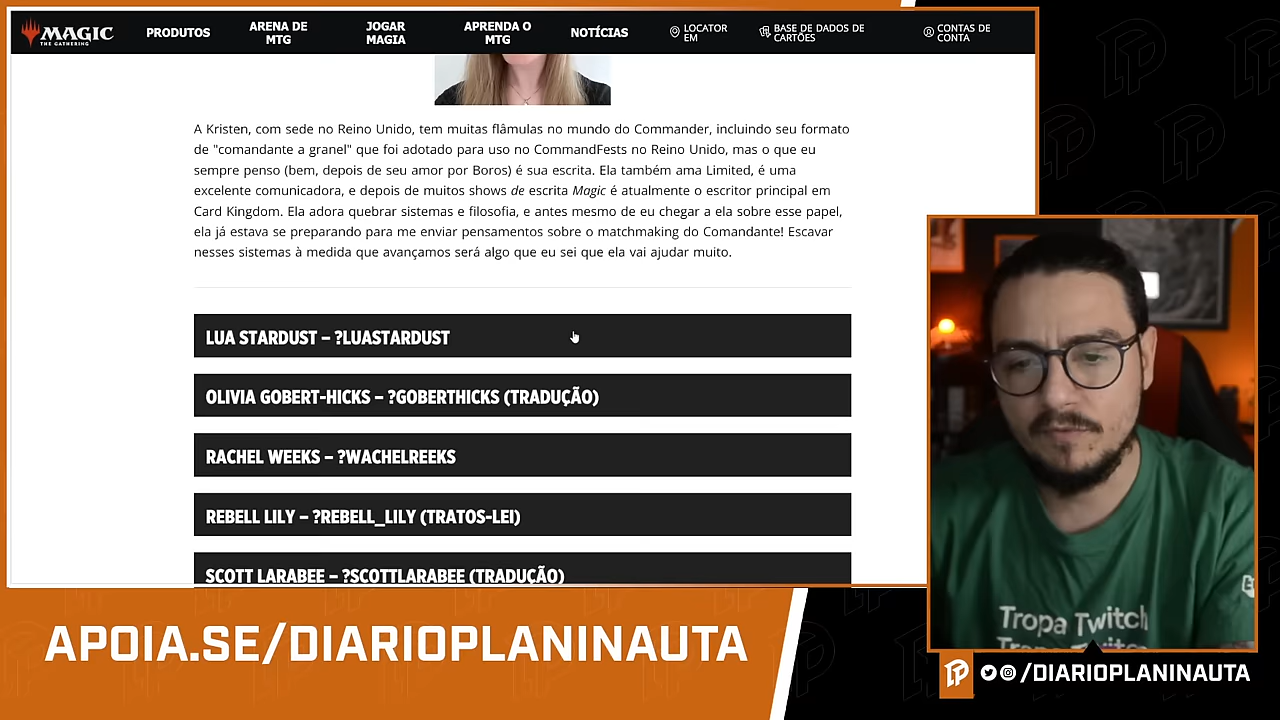 MAGIC
THE GATHERING
PRODUTOS
ARENA DE
MTG
JOGAR
MAGIA
APRENDA O
MTG
NOTÍCIAS
LOCATOR
EM
BASE DE DADOS DE
CARTÕES
CONTAS DE
CONTA
A Kristen, com sede no Reino Unido, tem muitas flâmulas no mundo do Commander, incluindo seu formato
de "comandante a granel" que foi adotado para uso no CommandFests no Reino Unido, mas o que eu
sempre penso (bem, depois de seu amor por Boros) é sua escrita. Ela também ama Limited, é uma
excelente comunicadora, e depois de muitos shows de escrita Magic é atualmente o escritor principal em
Card Kingdom. Ela adora quebrar sistemas e filosofia, e antes mesmo de eu chegar a ela sobre esse papel,
ela já estava se preparando para me enviar pensamentos sobre o matchmaking do Comandante! Escavar
nesses sistemas à medida que avançamos será algo que eu sei que ela vai ajudar muito.
LUA STARDUST – ?LUASTARDUST
OLIVIA GOBERT-HICKS – ?GOBERTHICKS (TRADUÇÃO)
RACHEL WEEKS – ?WACHELREEKS
REBELL LILY – ?REBELL_LILY (TRATOS-LEI)
SCOTT LARABEE – ?SCOTTLARABEE (TRADUÇÃO)
Tropa Twitch
Tropa Twitch
APOIA.SE/DIARIOPLANINAUTA
/DIARIOPLANINAUTA